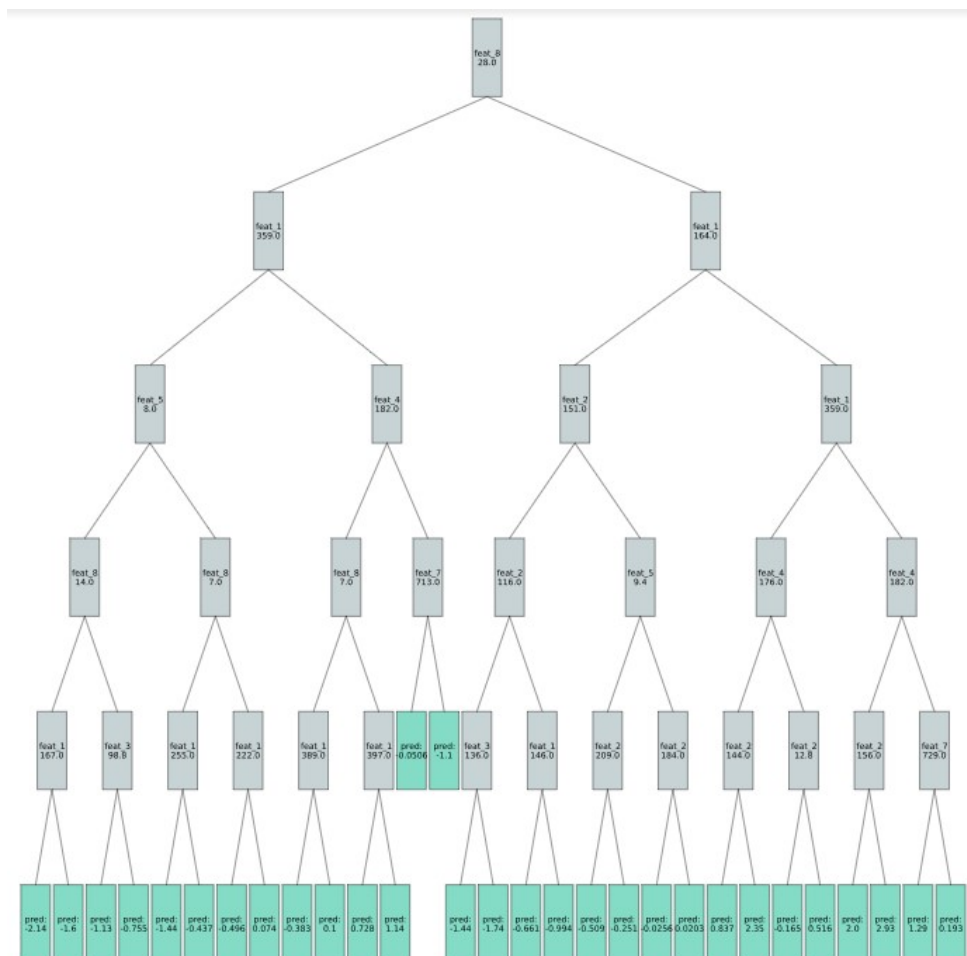 feat_8
28.0
feat_1
359.0
feat_1
164.0
feat_5
8.0
feat_4
182.0
feat_2
151.0
feat_1
359.0
feat_8
14.0
feat_8
7.0
feat_8
7.0
feat_7
713.0
feat_2
116.0
feat_5
9.4
feat_4
176.0
feat_4
182.0
feat_1
167.0
feat_3
98.8
feat_1
255.0
feat_1
222.0
feat_1
389.0
feat_1
397.0
pred:
-0.0506
pred:
-1.1
feat_3
136.0
feat_1
146.0
feat_2
209.0
feat_2
184.0
feat_2
144.0
feat_2
12.8
feat_2
156.0
feat_7
729.0
pred:
-2.14
pred:
-1.6
pred:
-1.13
pred:
-0.755
pred:
-1.44
pred:
-0.437
pred:
-0.496
pred:
0.074
pred:
-0.383
pred:
0.1
pred:
0.728
pred:
1.14
pred:
-1.44
pred:
-1.74
pred:
-0.661
pred:
-0.994
pred:
-0.509
pred:
-0.251
pred:
-0.0256
pred:
0.0203
pred:
0.837
pred:
2.35
pred:
-0.165
pred:
0.516
pred:
2.0
pred:
2.93
pred:
1.29
pred:
0.193